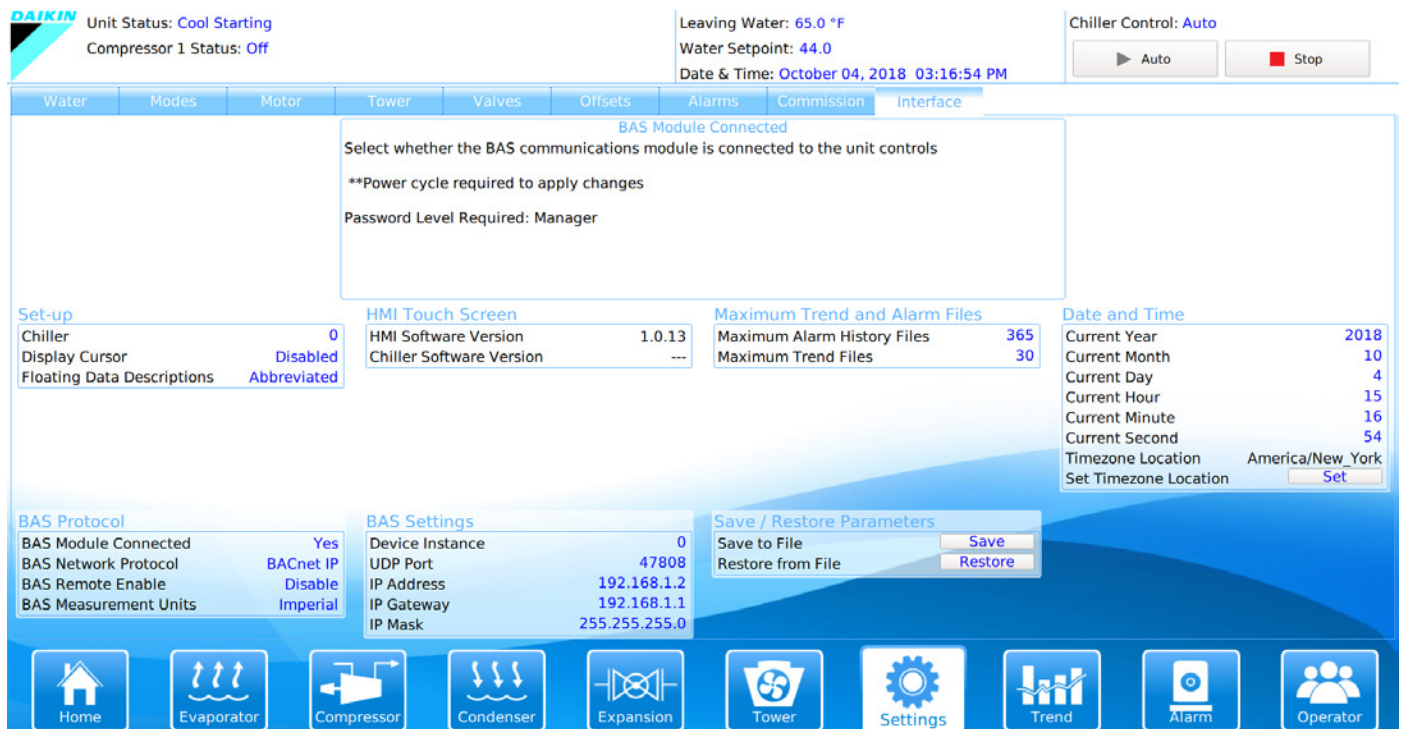 DAIKIN
Unit Status: Cool Starting
Compressor 1 Status: Off
Leaving Water: 65.0 °F
Water Setpoint: 44.0
Date & Time: October 04, 2018 03:16:54 PM
Chiller Control: Auto
Auto
Stop
Water Modes Motor Tower Valves Offsets Alarms Commission Interface
BAS Module Connected
Select whether the BAS communications module is connected to the unit controls
**Power cycle required to apply changes
Password Level Required: Manager
Set-up
Chiller 0
Display Cursor Disabled
Floating Data Descriptions Abbreviated
HMI Touch Screen
HMI Software Version 1.0.13
Chiller Software Version ---
Maximum Trend and Alarm Files
Maximum Alarm History Files 365
Maximum Trend Files 30
Date and Time
Current Year 2018
Current Month 10
Current Day 4
Current Hour 15
Current Minute 16
Current Second 54
Timezone Location America/New_York
Set Timezone Location Set
BAS Protocol
BAS Module Connected Yes
BAS Network Protocol BACnet IP
BAS Remote Enable Disable
BAS Measurement Units Imperial
BAS Settings
Device Instance 0
UDP Port 47808
IP Address 192.168.1.2
IP Gateway 192.168.1.1
IP Mask 255.255.255.0
Save / Restore Parameters
Save to File Save
Restore from File Restore
Home Evaporator Compressor Condenser Expansion Tower Settings Trend Alarm Operator